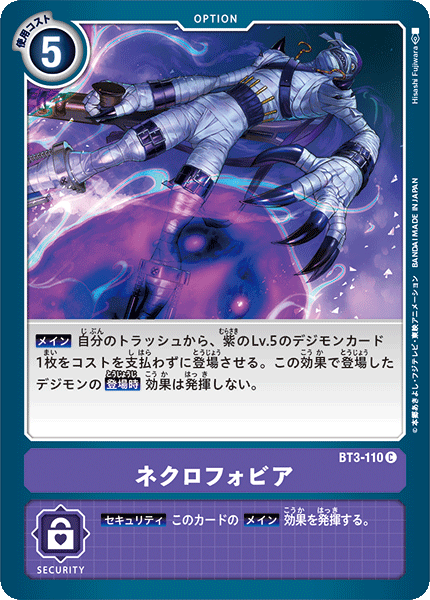 OPTION
使用コスト
5
Hisashi Fujiwara
BANDAI MADE IN JAPAN
©本郷あきよし・フジテレビ・東映アニメーション
メイン 自分のトラッシュから、紫のLv.5のデジモンカード
1枚をコストを支払わずに登場させる。この効果で登場した
デジモンの 登場時 効果は発揮しない。
BT3-110 C
ネクロフォビア
セキュリティ このカードの メイン 効果を発揮する。
SECURITY